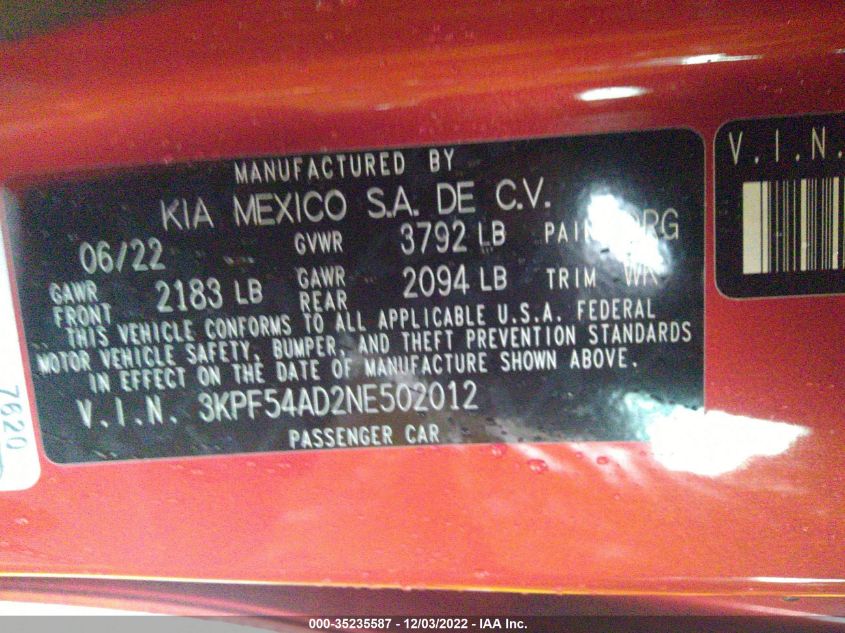 MANUFACTURED BY
KIA MEXICO S.A. DE C.V.
06/22 GVWR 3792 LB
GAWR FRONT 2183 LB GAWR REAR 2094 LB TRIM
THIS VEHICLE CONFORMS TO ALL APPLICABLE U.S.A. FEDERAL
MOTOR VEHICLE SAFETY, BUMPER, AND THEFT PREVENTION STANDARDS
IN EFFECT ON THE DATE OF MANUFACTURE SHOWN ABOVE.
V.I.N. 3KPF54AD2NE502012
PASSENGER CAR
V.I.N.
7620
000-35235587 - 12/03/2022 - IAA Inc.